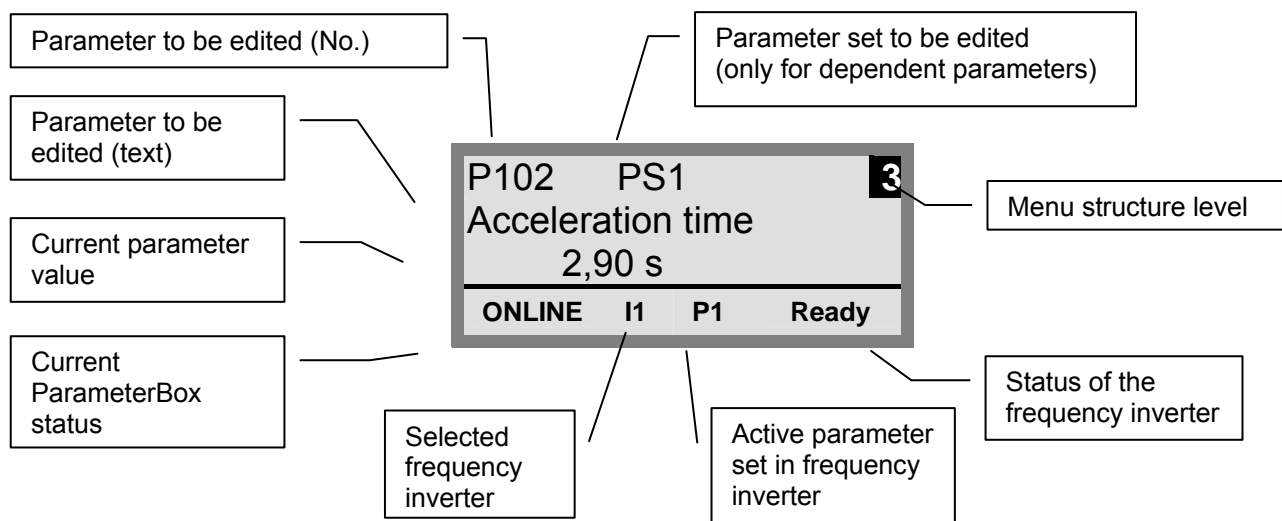 Parameter to be edited (No.)
Parameter set to be edited
(only for dependent parameters)
Parameter to be
edited (text)
P102 PS1 3
Acceleration time
2,90 s
ONLINE I1 P1 Ready
Menu structure level
Current parameter
value
Current
ParameterBox
status
Selected
frequency
inverter
Active parameter
set in frequency
inverter
Status of the
frequency inverter